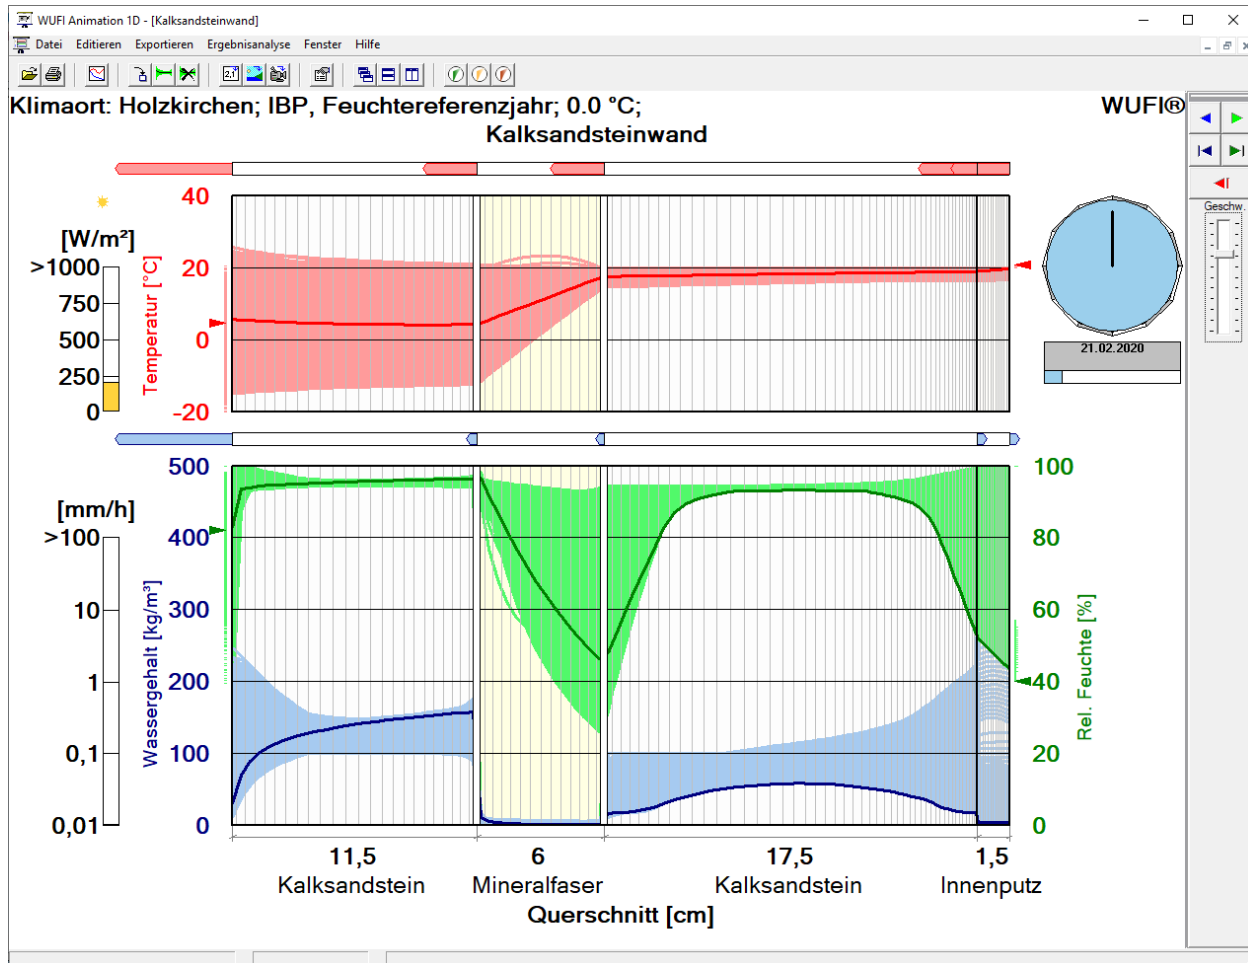 WUFI Animation 1D - [Kalksandsteinwand]
Datei Editieren Exportieren Ergebnisanalyse Fenster Hilfe
Klimaort: Holzkirchen; IBP, Feuchtereferenzjahr; 0.0 °C; WUFI®
Kalksandsteinwand
Geschw.
[W/m²]
>1000
750
500
250
0
Temperatur [°C]
40
20
0
-20
21.02.2020
[mm/h]
>100
10
1
0,1
0,01
Wassergehalt [kg/m³]
500
400
300
200
100
0
100
80
60
40
20
0
Rel. Feuchte [%]
11,5 6 17,5 1,5
Kalksandstein Mineralfaser Kalksandstein Innenputz
Querschnitt [cm]